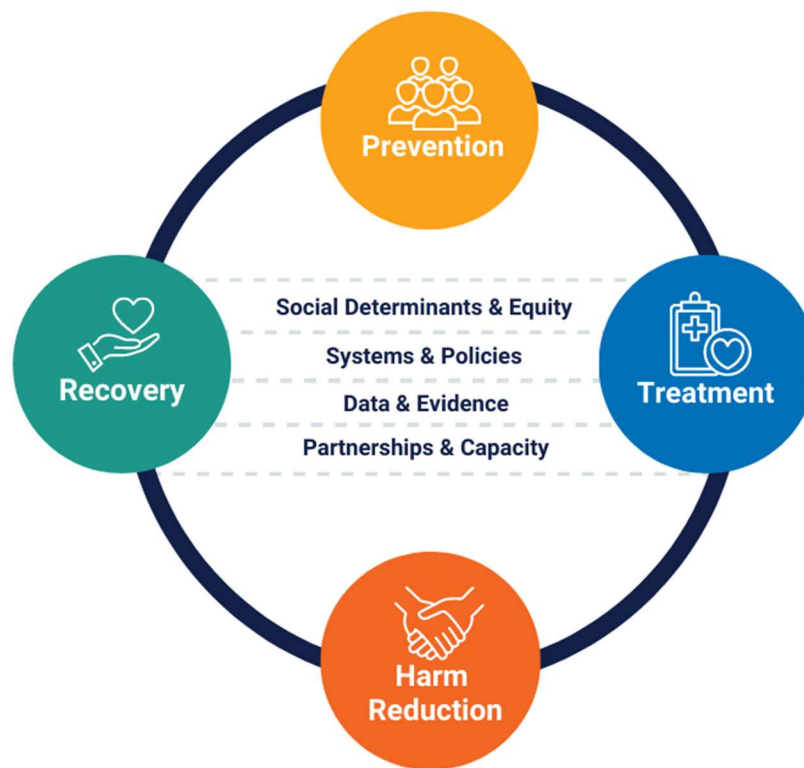 Prevention
Social Determinants & Equity
Systems & Policies
Recovery
Treatment
Data & Evidence
Partnerships & Capacity
Harm
Reduction